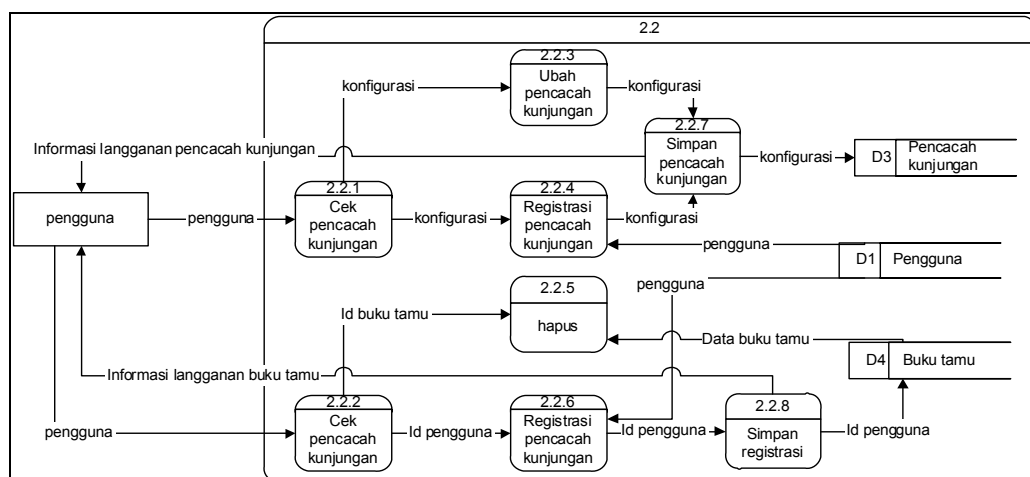 2.2
2.2.3
Ubah
pencacah
kunjungan
konfigurasi
konfigurasi
2.2.7
Simpan
pencacah
kunjungan
konfigurasi
D3
Pencacah
kunjungan
Informasi langganan pencacah kunjungan
pengguna
pengguna
2.2.1
Cek
pencacah
kunjungan
konfigurasi
2.2.4
Registrasi
pencacah
kunjungan
konfigurasi
pengguna
D1
Pengguna
pengguna
2.2.5
hapus
Id buku tamu
Data buku tamu
D4
Buku tamu
Informasi langganan buku tamu
pengguna
2.2.2
Cek
pencacah
kunjungan
Id pengguna
2.2.6
Registrasi
pencacah
kunjungan
Id pengguna
2.2.8
Simpan
registrasi
Id pengguna